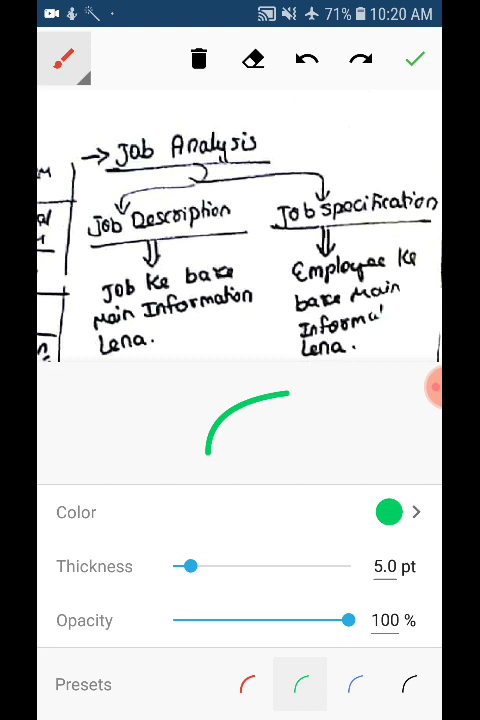 71% 10:20 AM
→ Job Analysis
Job Description
Job specification
Job Ke bare
Main Information
Lena.
Employee Ke
bare Main
Informa
Lena.
Color
Thickness 5.0 pt
Opacity 100 %
Presets